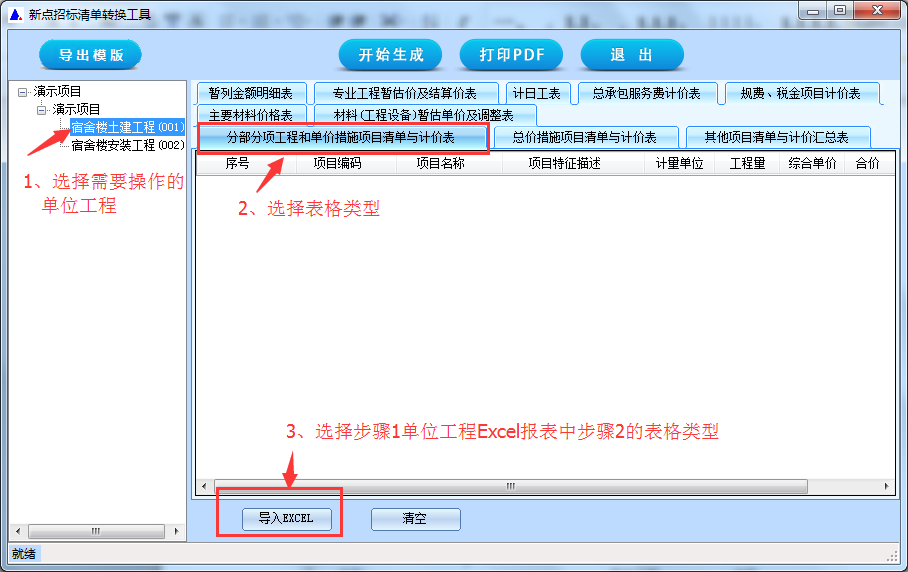 新点招标清单转换工具
导出模版
开始生成
打印PDF
退 出
演示项目
演示项目
宿舍楼土建工程(001)
宿舍楼安装工程(002)
1、选择需要操作的
单位工程
暂列金额明细表
专业工程暂估价及结算价表
计日工表
总承包服务费计价表
规费、税金项目计价表
主要材料价格表
材料(工程设备)暂估单价及调整表
分部分项工程和单价措施项目清单与计价表
总价措施项目清单与计价表
其他项目清单与计价汇总表
序号
项目编码
项目名称
项目特征描述
计量单位
工程量
综合单价
合价
2、选择表格类型
3、选择步骤1单位工程Excel报表中步骤2的表格类型
导入EXCEL
清空
就绪